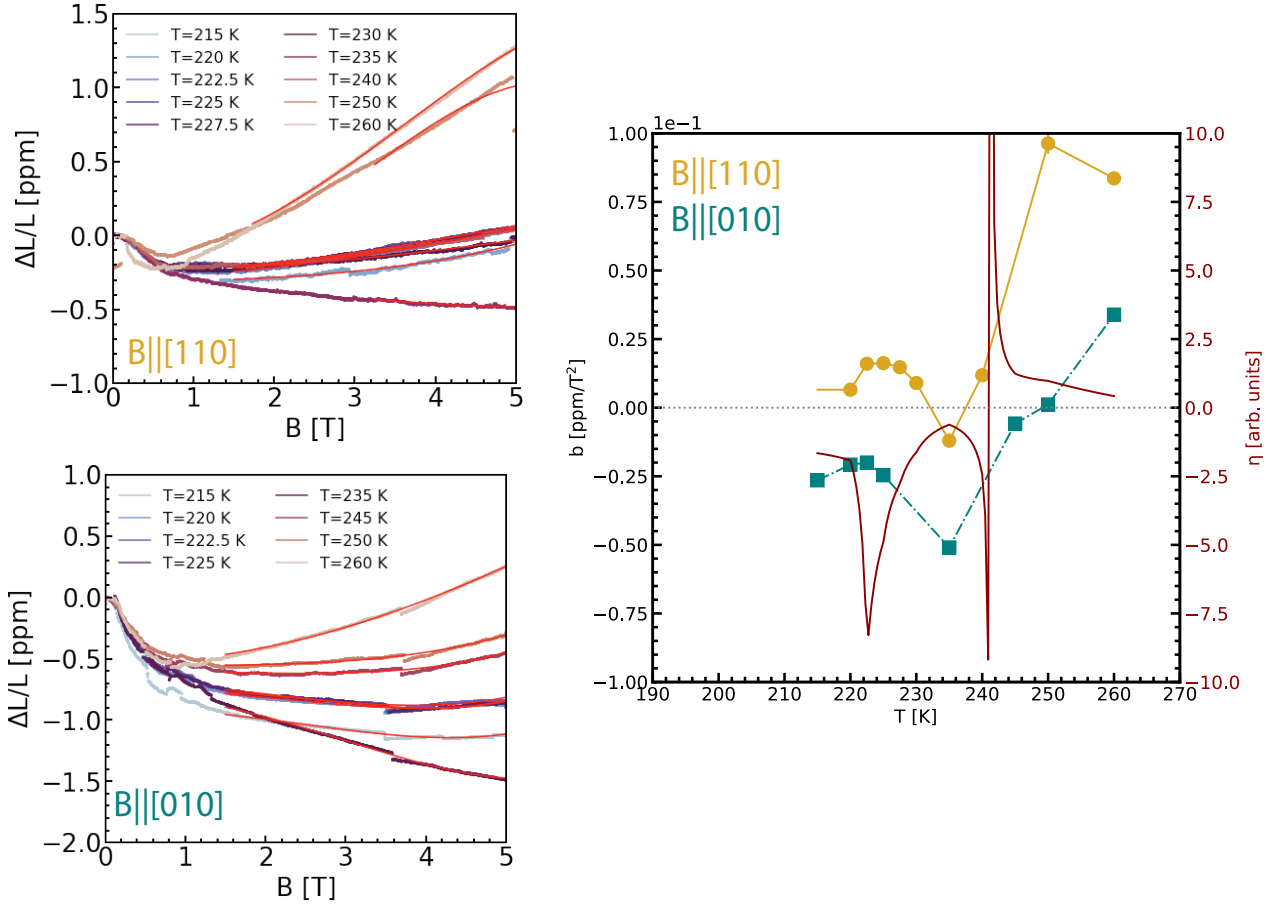 1.5
1.0
0.5
0.0
−0.5
−1.0
ΔL/L [ppm]
T=215 K
T=220 K
T=222.5 K
T=225 K
T=227.5 K
T=230 K
T=235 K
T=240 K
T=250 K
T=260 K
B||[110]
0 1 2 3 4 5
B [T]
1.0
0.5
0.0
−0.5
−1.0
−1.5
−2.0
ΔL/L [ppm]
T=215 K
T=220 K
T=222.5 K
T=225 K
T=235 K
T=245 K
T=250 K
T=260 K
B||[010]
0 1 2 3 4 5
B [T]
1e−1
1.00
0.75
0.50
0.25
0.00
−0.25
−0.50
−0.75
−1.00
b [ppm/T²]
B||[110]
B||[010]
10.0
7.5
5.0
2.5
0.0
−2.5
−5.0
−7.5
−10.0
η [arb. units]
190 200 210 220 230 240 250 260 270
T [K]